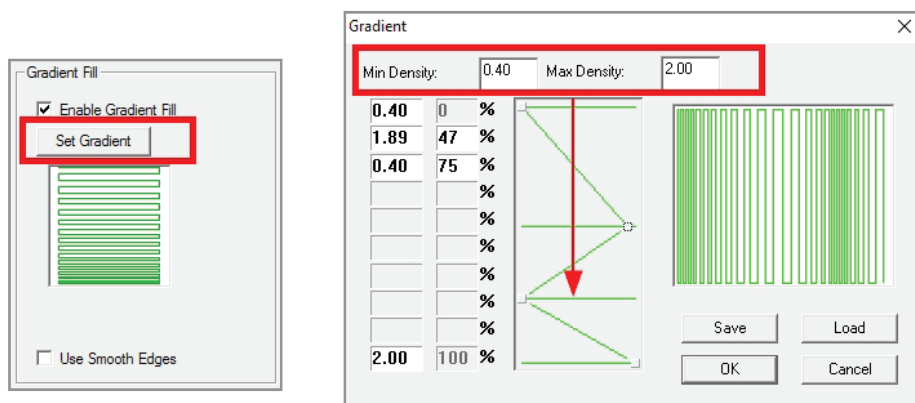 Gradient Fill
Enable Gradient Fill
Set Gradient
Use Smooth Edges
Gradient
Min Density: 0.40 Max Density: 2.00
0.40 0 %
1.89 47 %
0.40 75 %
%
%
%
%
%
%
2.00 100 %
Save Load
OK Cancel